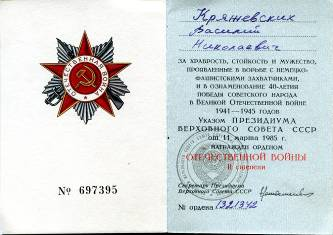 ОТЕЧЕСТВЕННАЯ ВОЙНА
№ 697395
Кряжевских
Василий
Николаевич
ЗА ХРАБРОСТЬ, СТОЙКОСТЬ И МУЖЕСТВО,
ПРОЯВЛЕННЫЕ В БОРЬБЕ С НЕМЕЦКО-
ФАШИСТСКИМИ ЗАХВАТЧИКАМИ,
И В ОЗНАМЕНОВАНИЕ 40-ЛЕТИЯ
ПОБЕДЫ СОВЕТСКОГО НАРОДА
В ВЕЛИКОЙ ОТЕЧЕСТВЕННОЙ ВОЙНЕ
1941—1945 ГОДОВ
Указом ПРЕЗИДИУМА
ВЕРХОВНОГО СОВЕТА СССР
от 11 марта 1985 г.
НАГРАЖДЕН ОРДЕНОМ
ОТЕЧЕСТВЕННОЙ ВОЙНЫ
II степени
Секретарь Президиума
Верховного Совета СССР
№ ордена 1321342